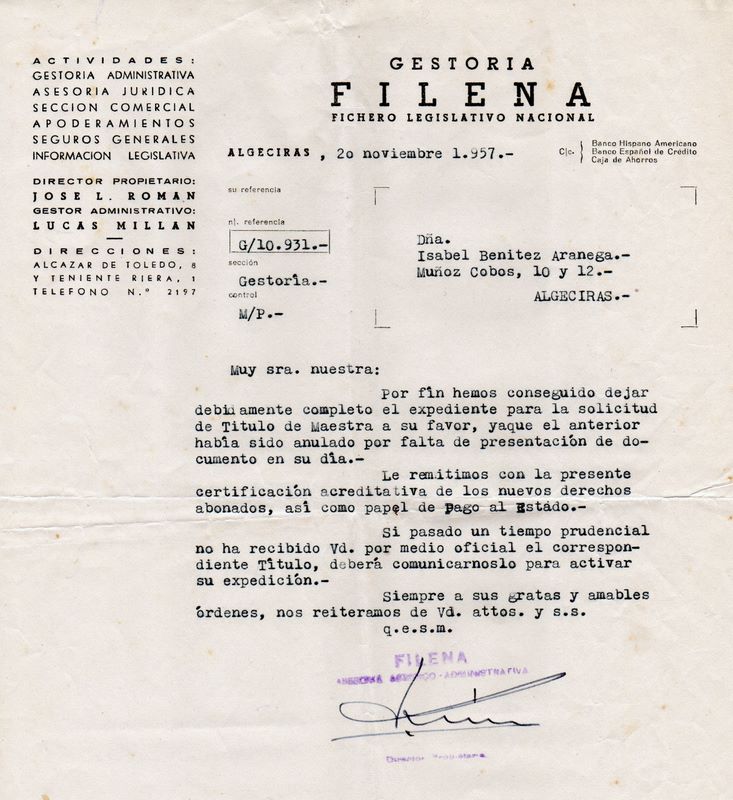 ACTIVIDADES:
GESTORIA ADMINISTRATIVA
ASESORIA JURIDICA
SECCION COMERCIAL
APODERAMIENTOS
SEGUROS GENERALES
INFORMACION LEGISLATIVA
DIRECTOR PROPIETARIO:
JOSE L. ROMAN
GESTOR ADMINISTRATIVO:
LUCAS MILLAN
DIRECCIONES:
ALCAZAR DE TOLEDO, 8
Y TENIENTE RIERA, 1
TELEFONO N.º 2197
GESTORIA
FILENA
FICHERO LEGISLATIVO NACIONAL
ALGECIRAS, 20 noviembre 1.957.-
C/c.
Banco Hispano Americano
Banco Español de Crédito
Caja de Ahorros
su referencia
n/. referencia
G/10.931.-
sección
Gestoría.-
control
M/P.-
Dña.
Isabel Benitez Aranega.-
Muñoz Cobos, 10 y 12.-
ALGECIRAS.-
Muy sra. nuestra:
Por fin hemos conseguido dejar
debidamente completo el expediente para la solicitud
de Titulo de Maestra a su favor, yaque el anterior
había sido anulado por falta de presentación de do-
cumento en su día.-
Le remitimos con la presente
certificación acreditativa de los nuevos derechos
abonados, así como papel de Pago al Estado.-
Si pasado un tiempo prudencial
no ha recibido Vd. por medio oficial el correspon-
diente Título, deberá comunicarnoslo para activar
su expedición.-
Siempre a sus gratas y amables
órdenes, nos reiteramos de Vd. attos. y s.s.
q.e.s.m.
FILENA
ADMINISTRATIVA
Director Propietario